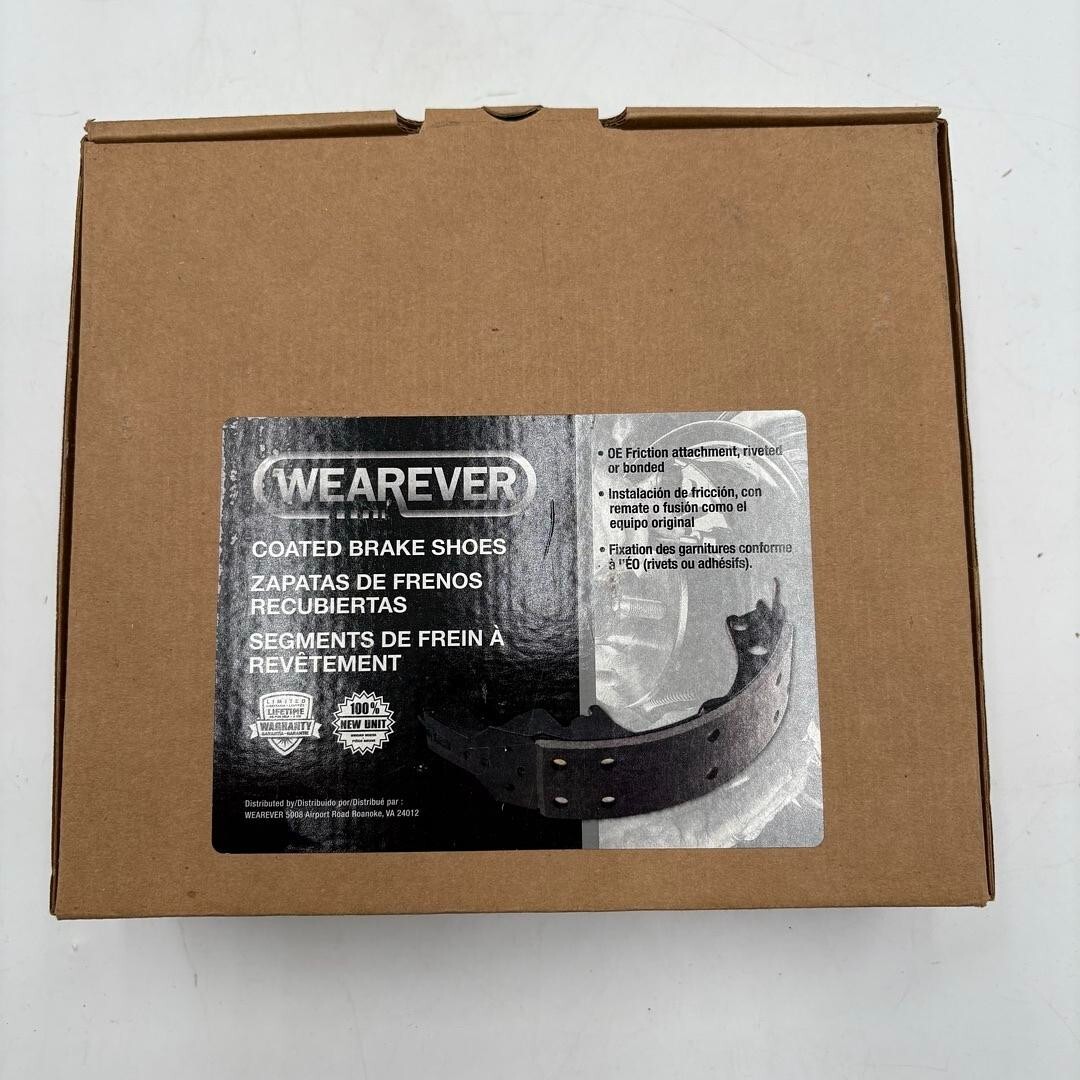 WEAREVER
COATED BRAKE SHOES
ZAPATAS DE FRENOS
RECUBIERTAS
SEGMENTS DE FREIN À
REVÊTEMENT
LIMITED
LIFETIME
WARRANTY
GARANTÍA • GARANTIE
100%
NEW UNIT
Distributed by/Distribuido por/Distribué par :
WEAREVER 5008 Airport Road Roanoke, VA 24012
• OE Friction attachment, riveted
or bonded
• Instalación de fricción, con
remate o fusión como el
equipo original
• Fixation des garnitures conforme
à l'ÉO (rivets ou adhésifs).